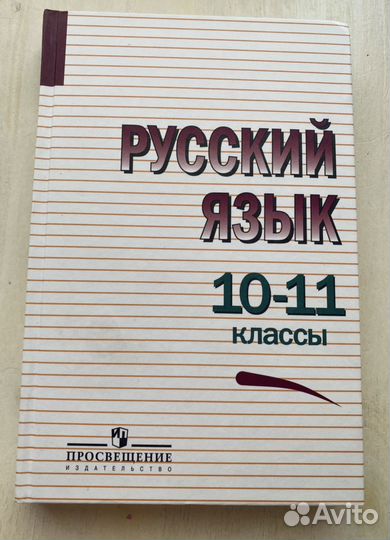 РУССКИЙ
ЯЗЫК
10-11
классы
ПРОСВЕЩЕНИЕ
ИЗДАТЕЛЬСТВО
Avito